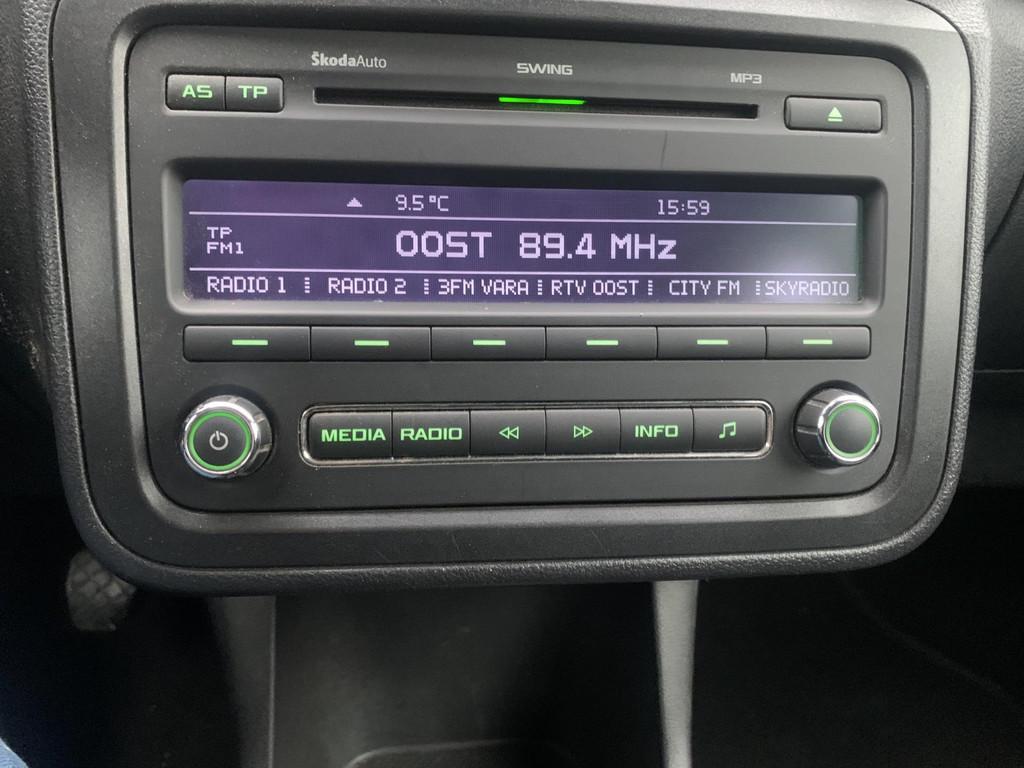 ŠkodaAuto SWING MP3
AS TP
9.5°C 15:59
TP
FM1
OOST 89.4 MHz
RADIO 1 RADIO 2 3FM VARA RTV OOST CITY FM SKYRADIO
MEDIA RADIO INFO